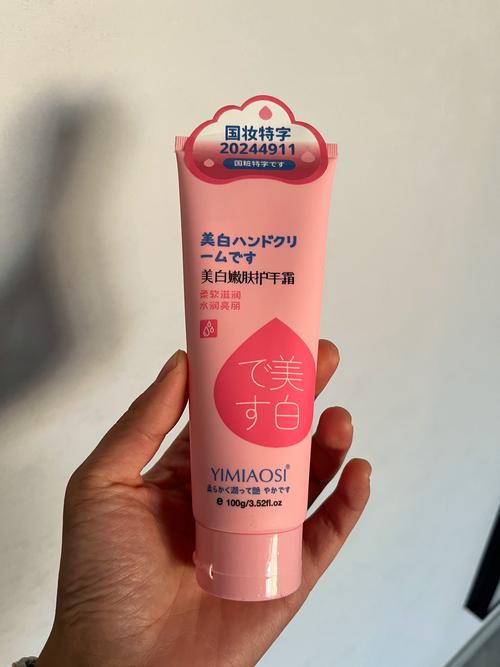 国妆特字
20244911
国粧特字です
美白ハンドクリ
ームです
美白嫩肤护手霜
柔软滋润
水润亮丽
で美
す白
YIMIAOSI®
柔らかく潤って艶 やかです
e 100g/3.52fl.oz